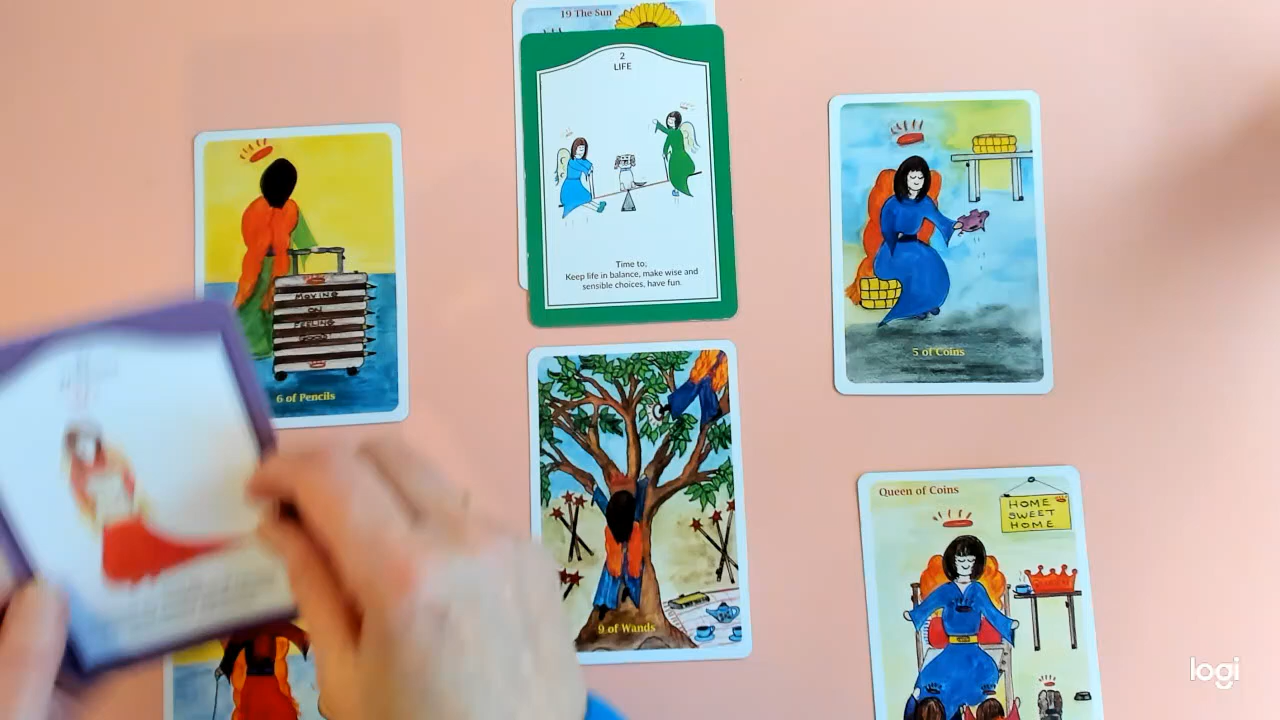 19 The Sun
2
LIFE
Time to:
Keep life in balance, make wise and
sensible choices, have fun.
MOVING
ON
FEELING
GOOD
6 of Pencils
5 of Coins
9 of Wands
Queen of Coins
HOME
SWEET
HOME
logi